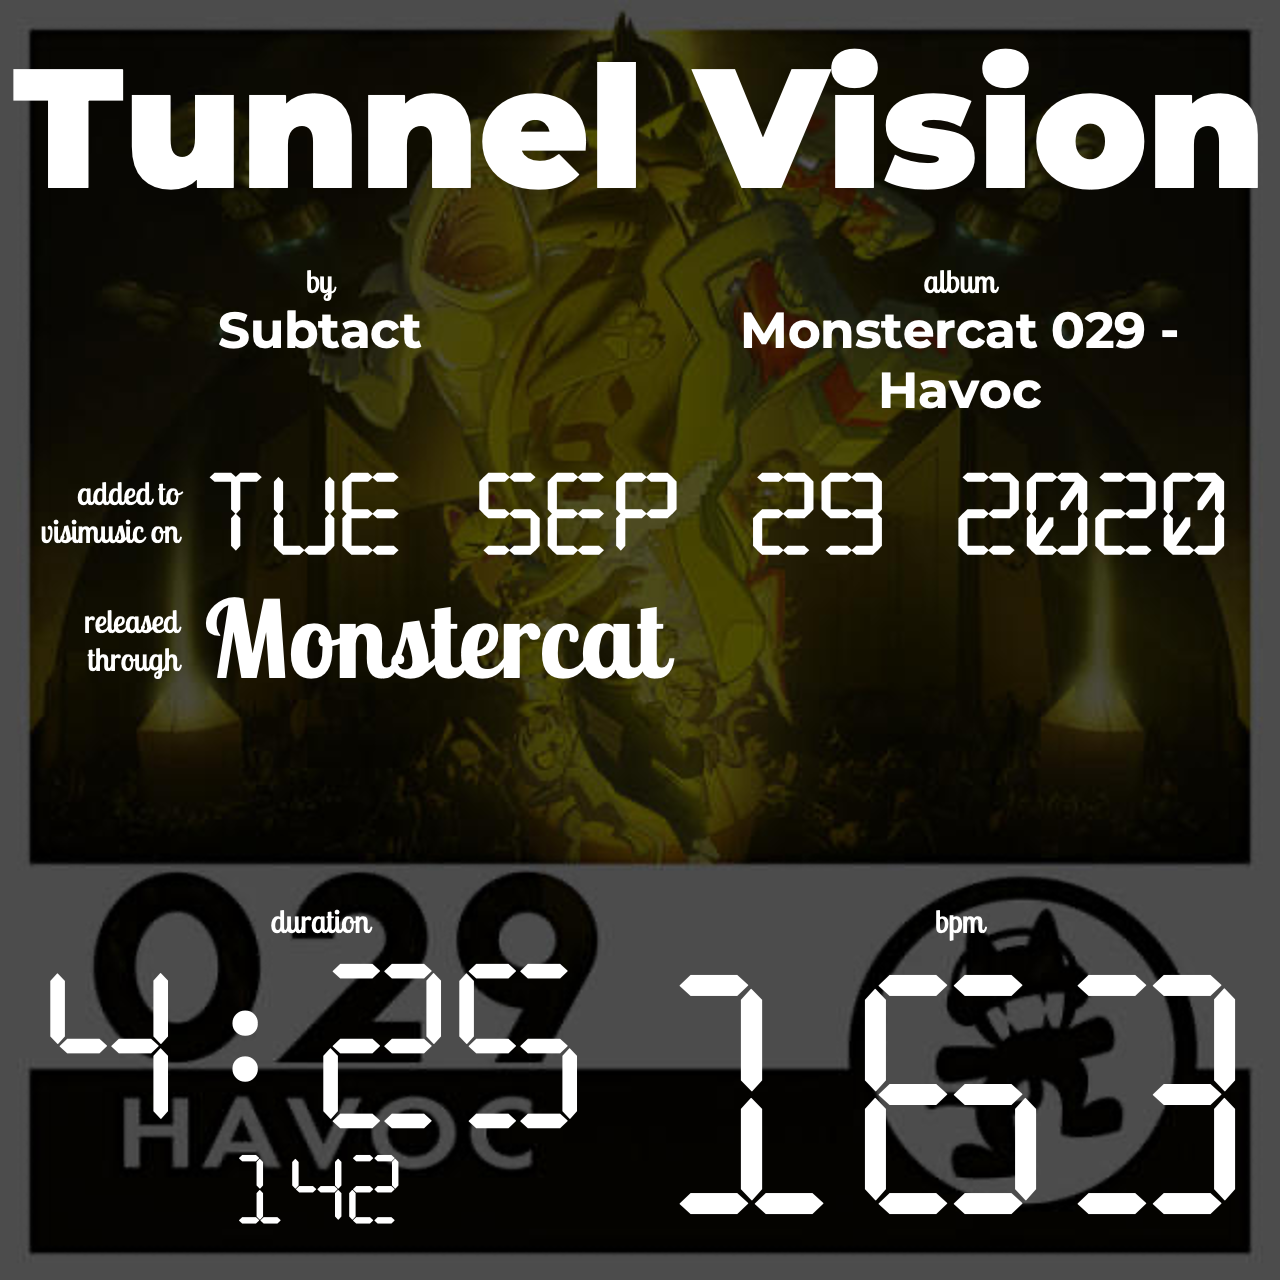 Tunnel Vision
by
Subtact
album
Monstercat 029 -
Havoc
added to
visimusic on
TUE SEP 29 2020
released
through
Monstercat
029
HAVOC
duration
4:25
142
bpm
163